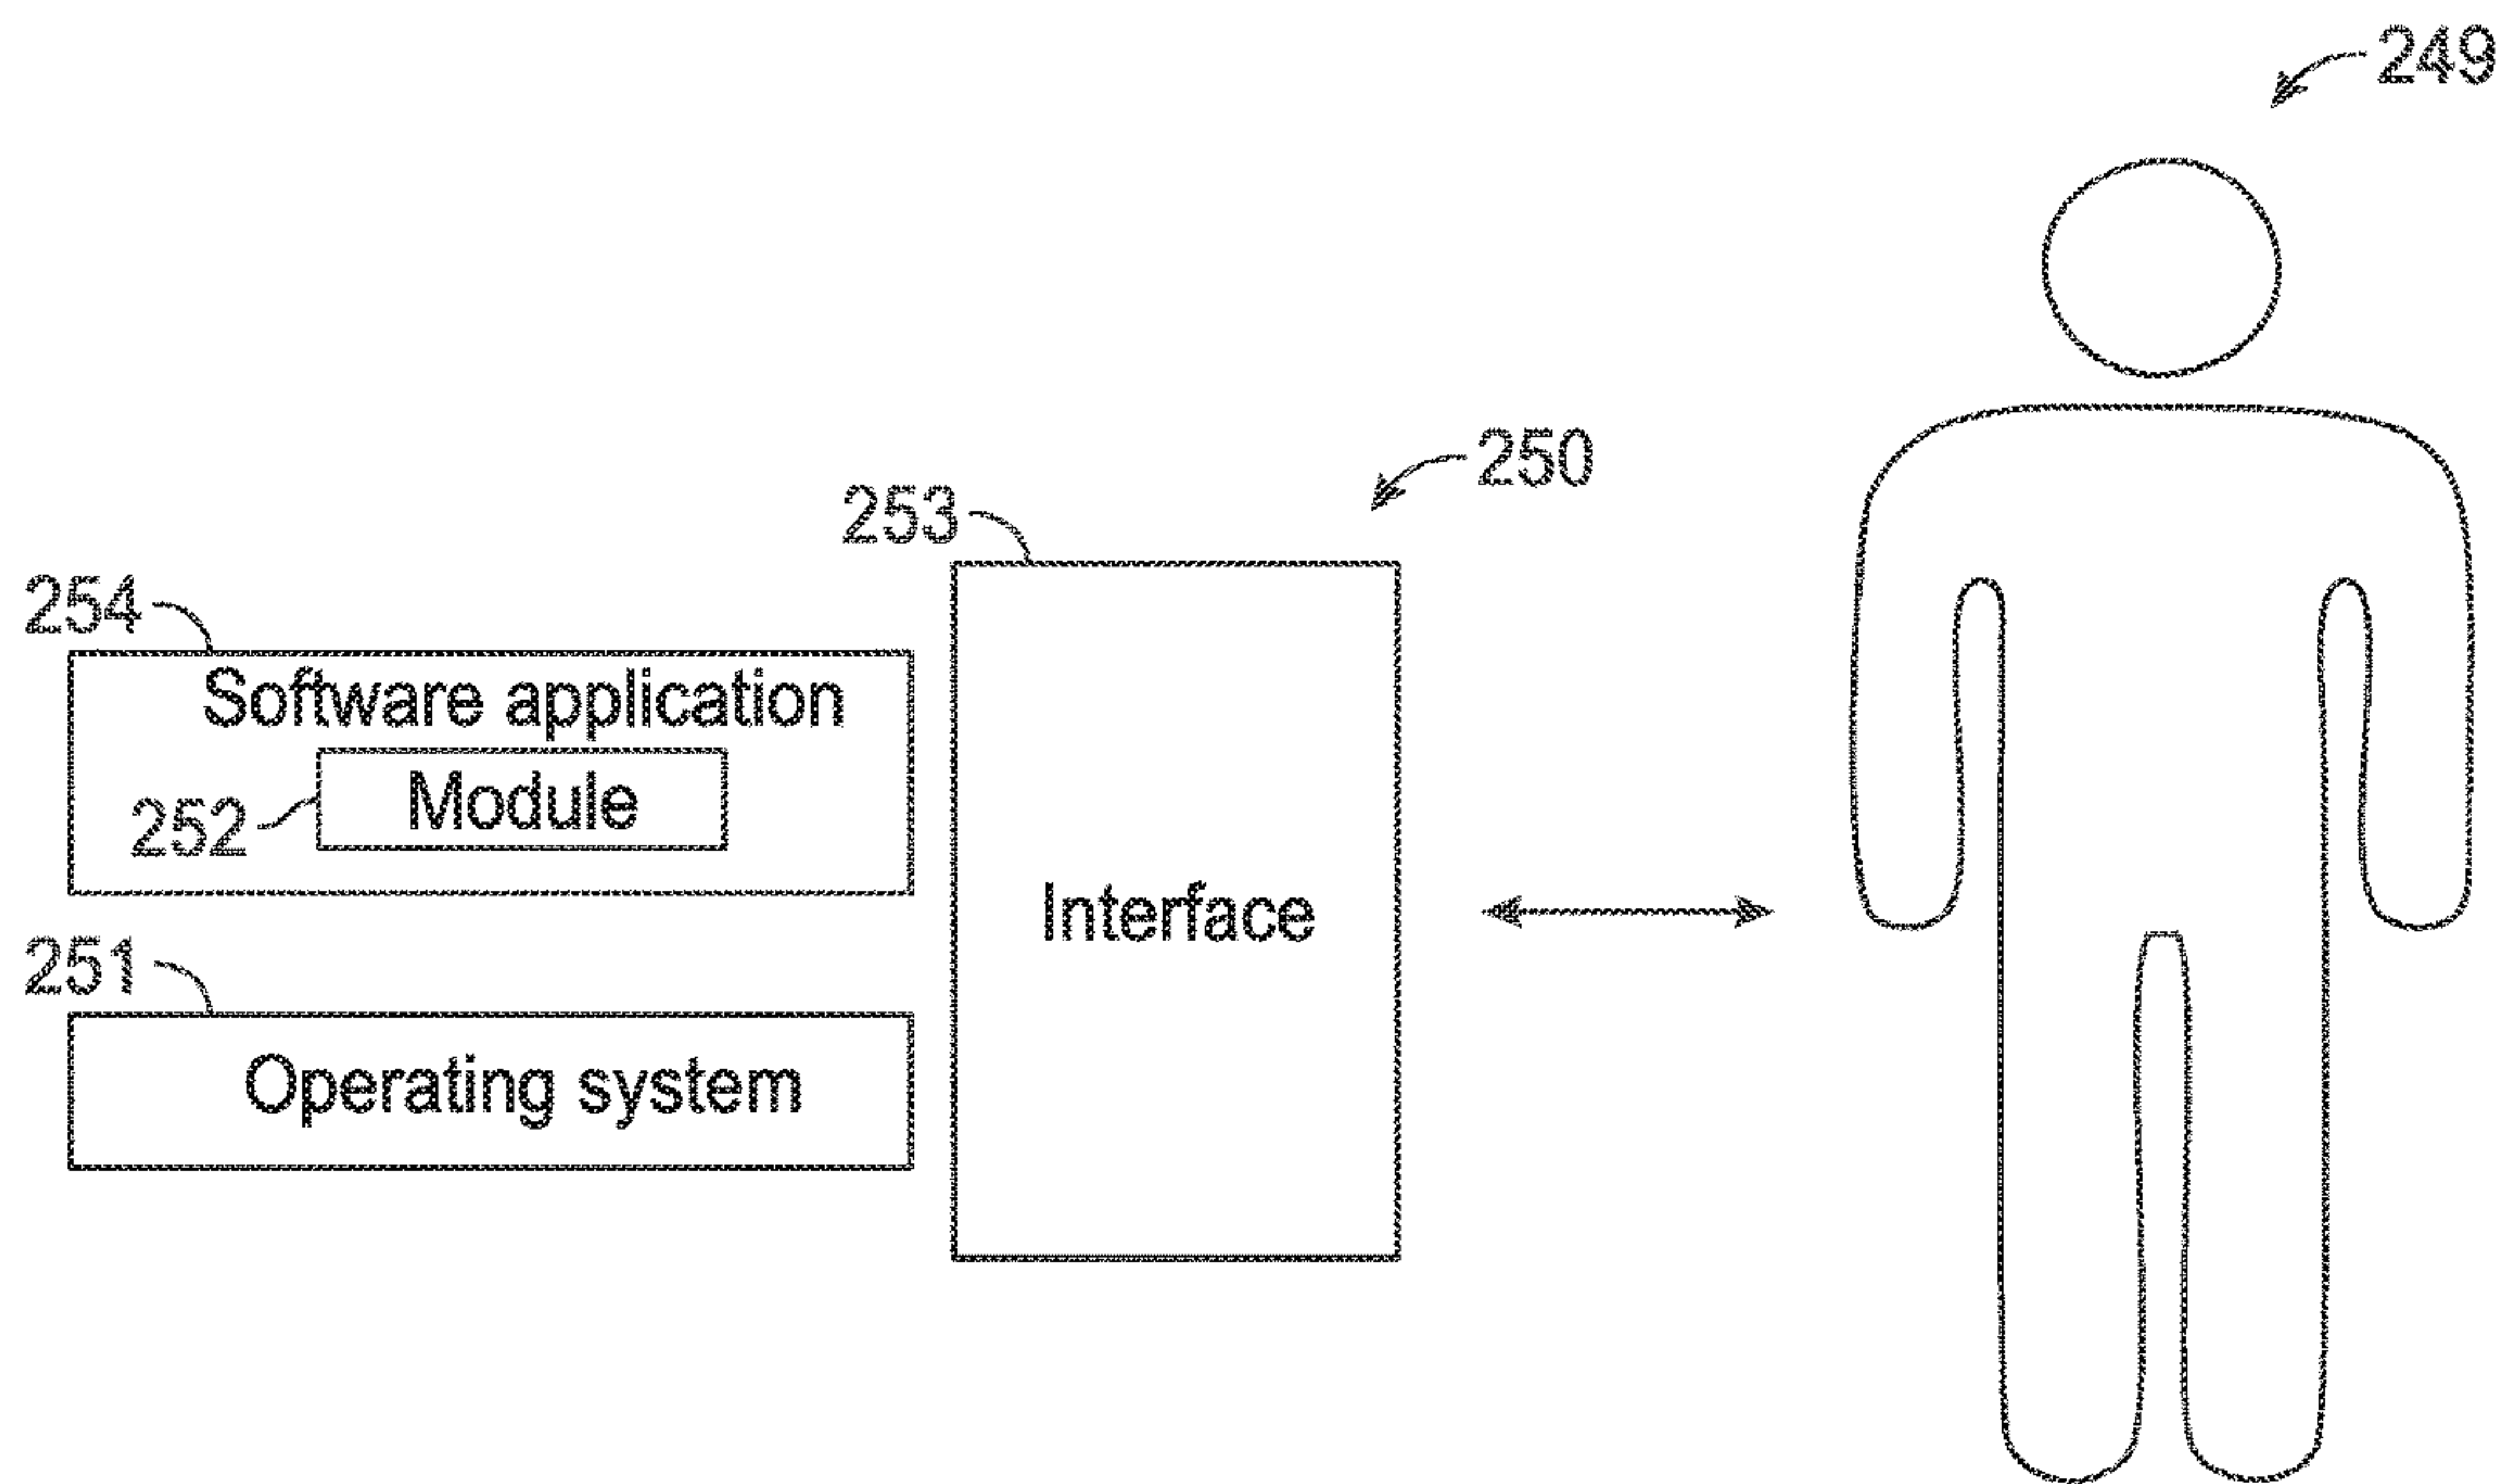 249
250
253
254
Software application
Module
252
Interface
251
Operating system